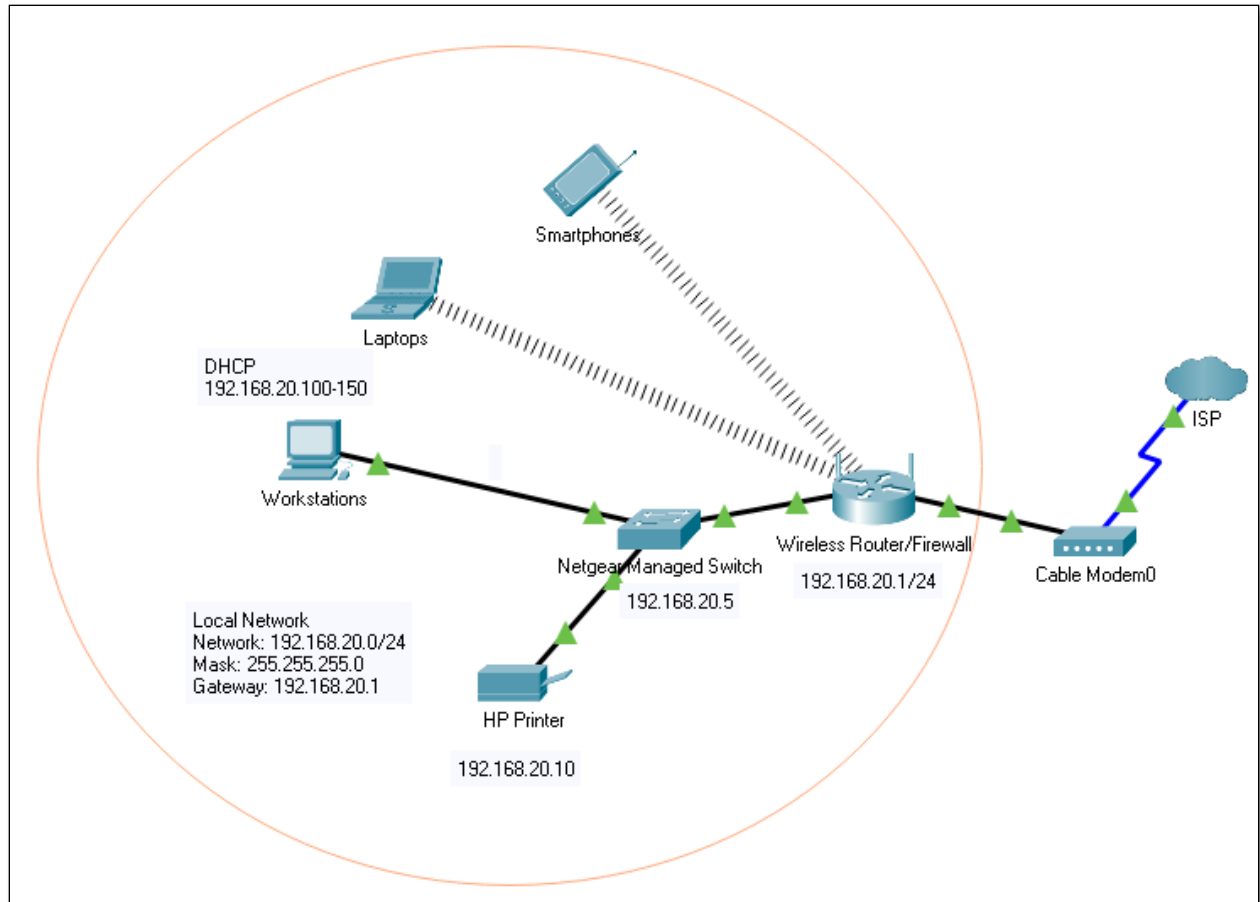 Smartphones
Laptops
DHCP
192.168.20.100-150
ISP
Workstations
Wireless Router/Firewall
Netgear Managed Switch
Cable Modem0
192.168.20.1/24
192.168.20.5
Local Network
Network: 192.168.20.0/24
Mask: 255.255.255.0
Gateway: 192.168.20.1
HP Printer
192.168.20.10